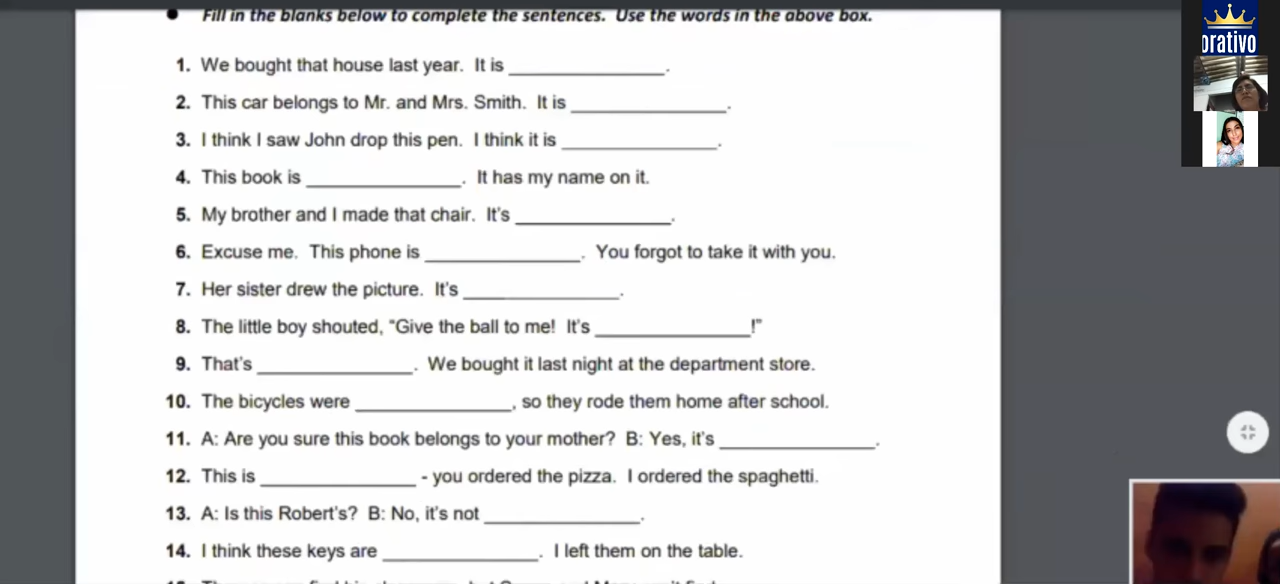 ● Fill in the blanks below to complete the sentences. Use the words in the above box.
orativo
1. We bought that house last year. It is _______________.
2. This car belongs to Mr. and Mrs. Smith. It is _______________.
3. I think I saw John drop this pen. I think it is _______________.
4. This book is _______________. It has my name on it.
5. My brother and I made that chair. It's _______________.
6. Excuse me. This phone is _______________. You forgot to take it with you.
7. Her sister drew the picture. It's _______________.
8. The little boy shouted, "Give the ball to me! It's _______________!"
9. That's _______________. We bought it last night at the department store.
10. The bicycles were _______________, so they rode them home after school.
11. A: Are you sure this book belongs to your mother? B: Yes, it's _______________.
12. This is _______________ - you ordered the pizza. I ordered the spaghetti.
13. A: Is this Robert's? B: No, it's not _______________.
14. I think these keys are _______________. I left them on the table.